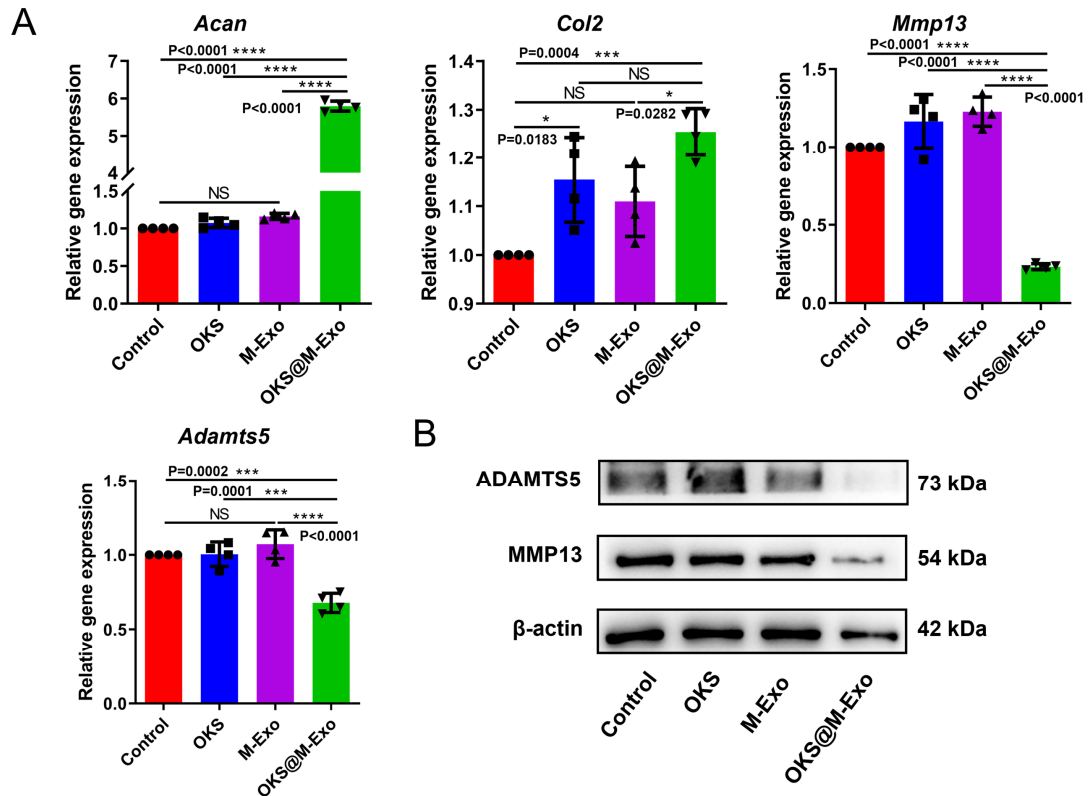 A
Acan
P<0.0001 ****
P<0.0001 ****
****
P<0.0001
NS
Relative gene expression
7
6
5
4
1.5
1.0
0.5
0.0
Control
OKS
M-Exo
OKS@M-Exo
Col2
P=0.0004 ***
NS
NS
*
P=0.0282
*
P=0.0183
Relative gene expression
1.4
1.3
1.2
1.1
1.0
0.9
Control
OKS
M-Exo
OKS@M-Exo
Mmp13
P<0.0001 ****
P<0.0001 ****
****
P<0.0001
Relative gene expression
1.5
1.0
0.5
0.0
Control
OKS
M-Exo
OKS@M-Exo
Adamts5
P=0.0002 ***
P=0.0001 ***
NS
****
P<0.0001
Relative gene expression
1.5
1.0
0.5
0.0
Control
OKS
M-Exo
OKS@M-Exo
B
ADAMTS5 73 kDa
MMP13 54 kDa
β-actin 42 kDa
Control
OKS
M-Exo
OKS@M-Exo